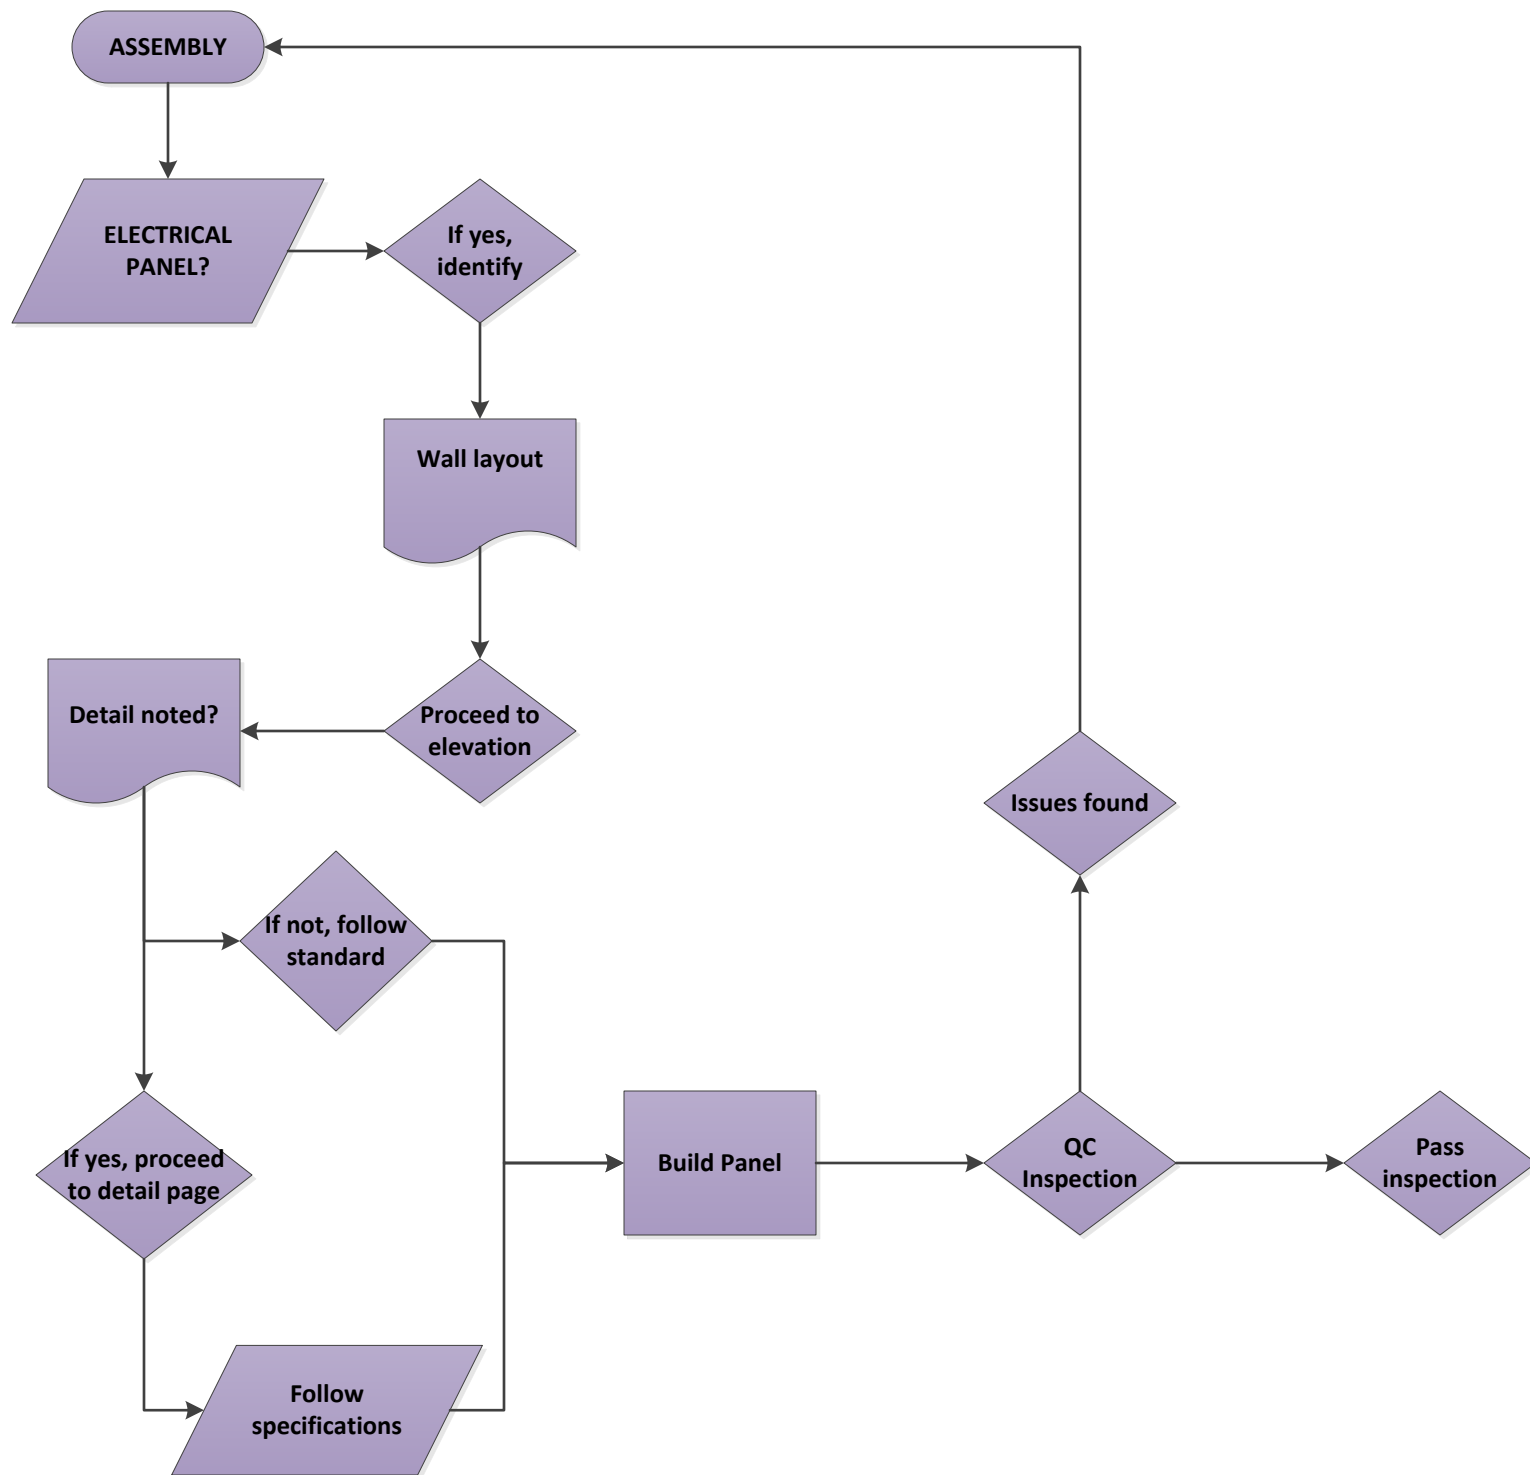 ASSEMBLY
ELECTRICAL
PANEL?
If yes,
identify
Wall layout
Proceed to
elevation
Detail noted?
If not, follow
standard
If yes, proceed
to detail page
Follow
specifications
Build Panel
QC
Inspection
Issues found
Pass
inspection